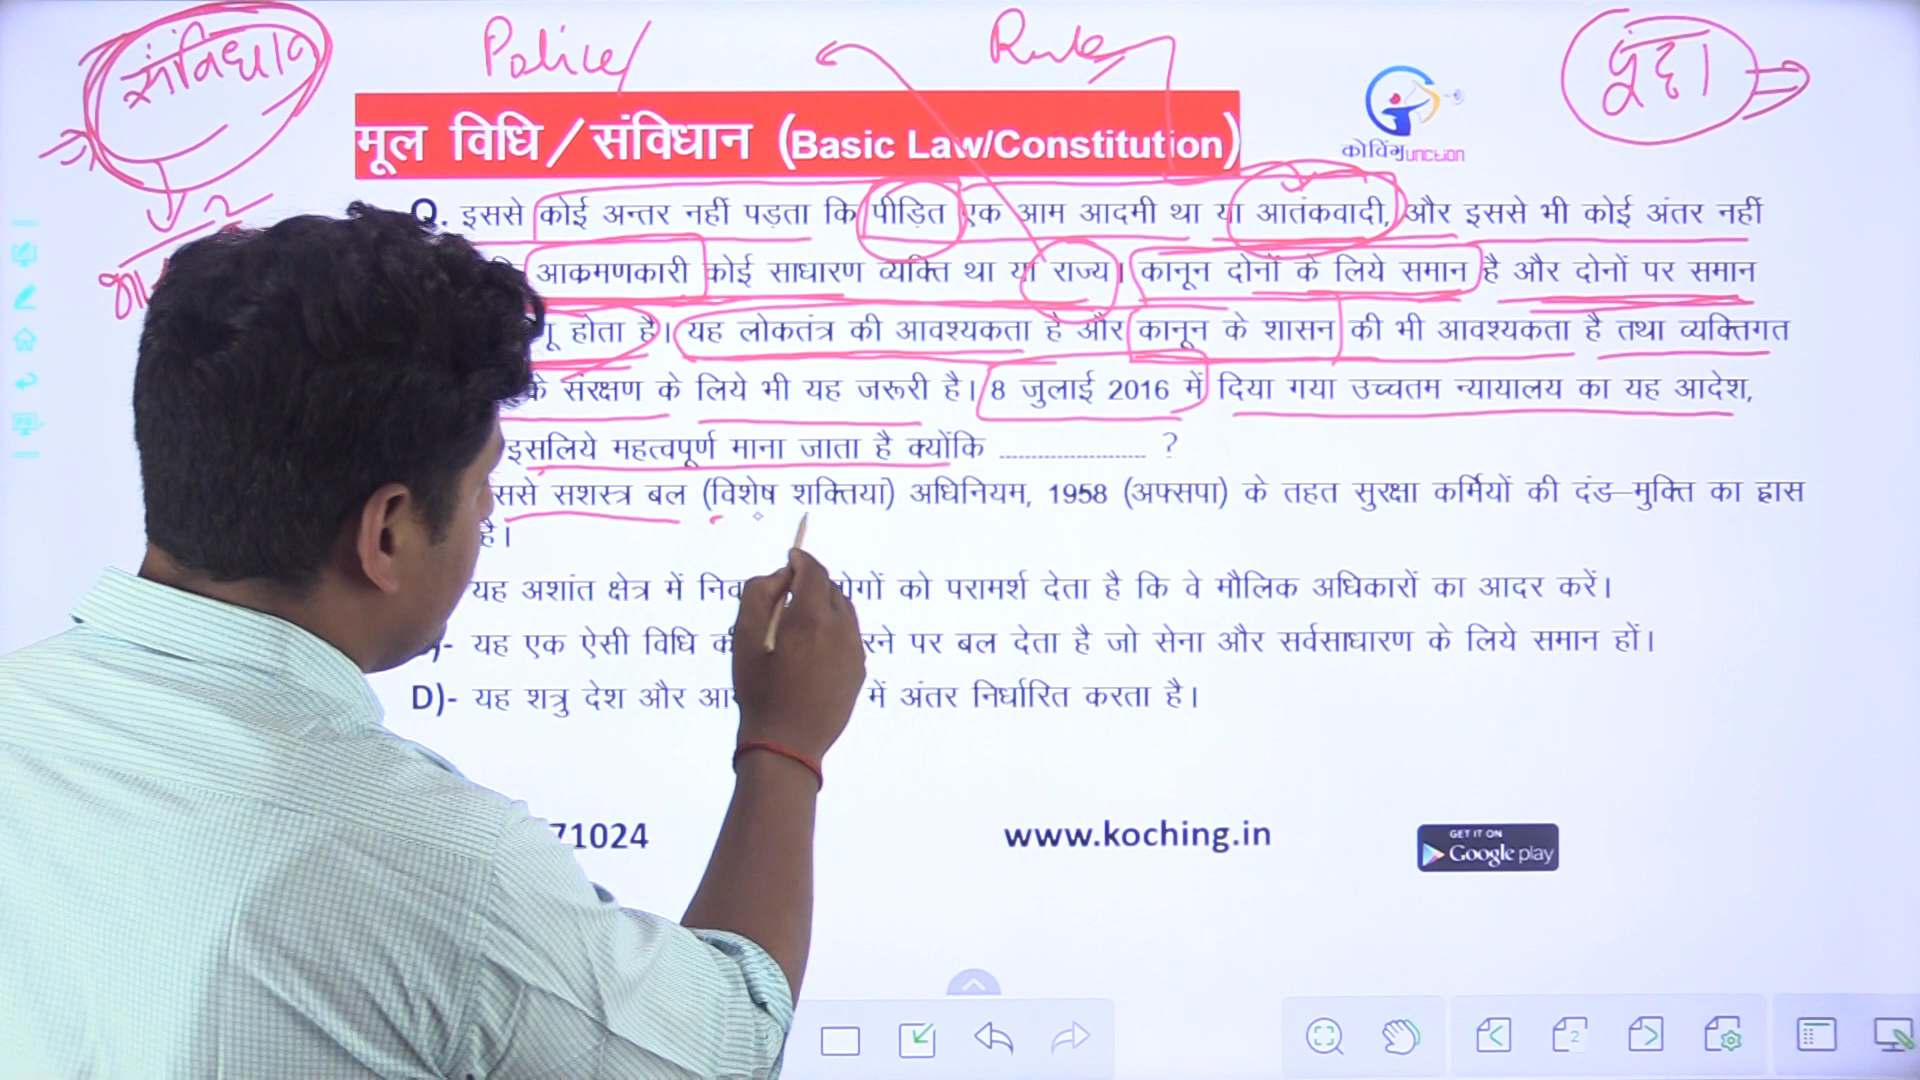 संविधान
Police
Rules
मूल विधि/संविधान (Basic Law/Constitution)
कोचिंगJunction
Q. इससे कोई अन्तर नहीं पड़ता कि पीड़ित एक आम आदमी था या आतंकवादी, और इससे भी कोई अंतर नहीं
आक्रमणकारी कोई साधारण व्यक्ति था या राज्य। कानून दोनों के लिये समान है और दोनों पर समान
होता है। यह लोकतंत्र की आवश्यकता है और कानून के शासन की भी आवश्यकता है तथा व्यक्तिगत
के संरक्षण के लिये भी यह जरूरी है। 8 जुलाई 2016 में दिया गया उच्चतम न्यायालय का यह आदेश,
इसलिये महत्वपूर्ण माना जाता है क्योंकि ........................ ?
ससे सशस्त्र बल (विशेष शक्तियां) अधिनियम, 1958 (अफ्सपा) के तहत सुरक्षा कर्मियों की दंड–मुक्ति का ह्रास
है।
यह अशांत क्षेत्र में लोगों को परामर्श देता है कि वे मौलिक अधिकारों का आदर करें।
)- यह एक ऐसी विधि रने पर बल देता है जो सेना और सर्वसाधारण के लिये समान हों।
D)- यह शत्रु देश और में अंतर निर्धारित करता है।
71024
www.koching.in
GET IT ON
Google play
2